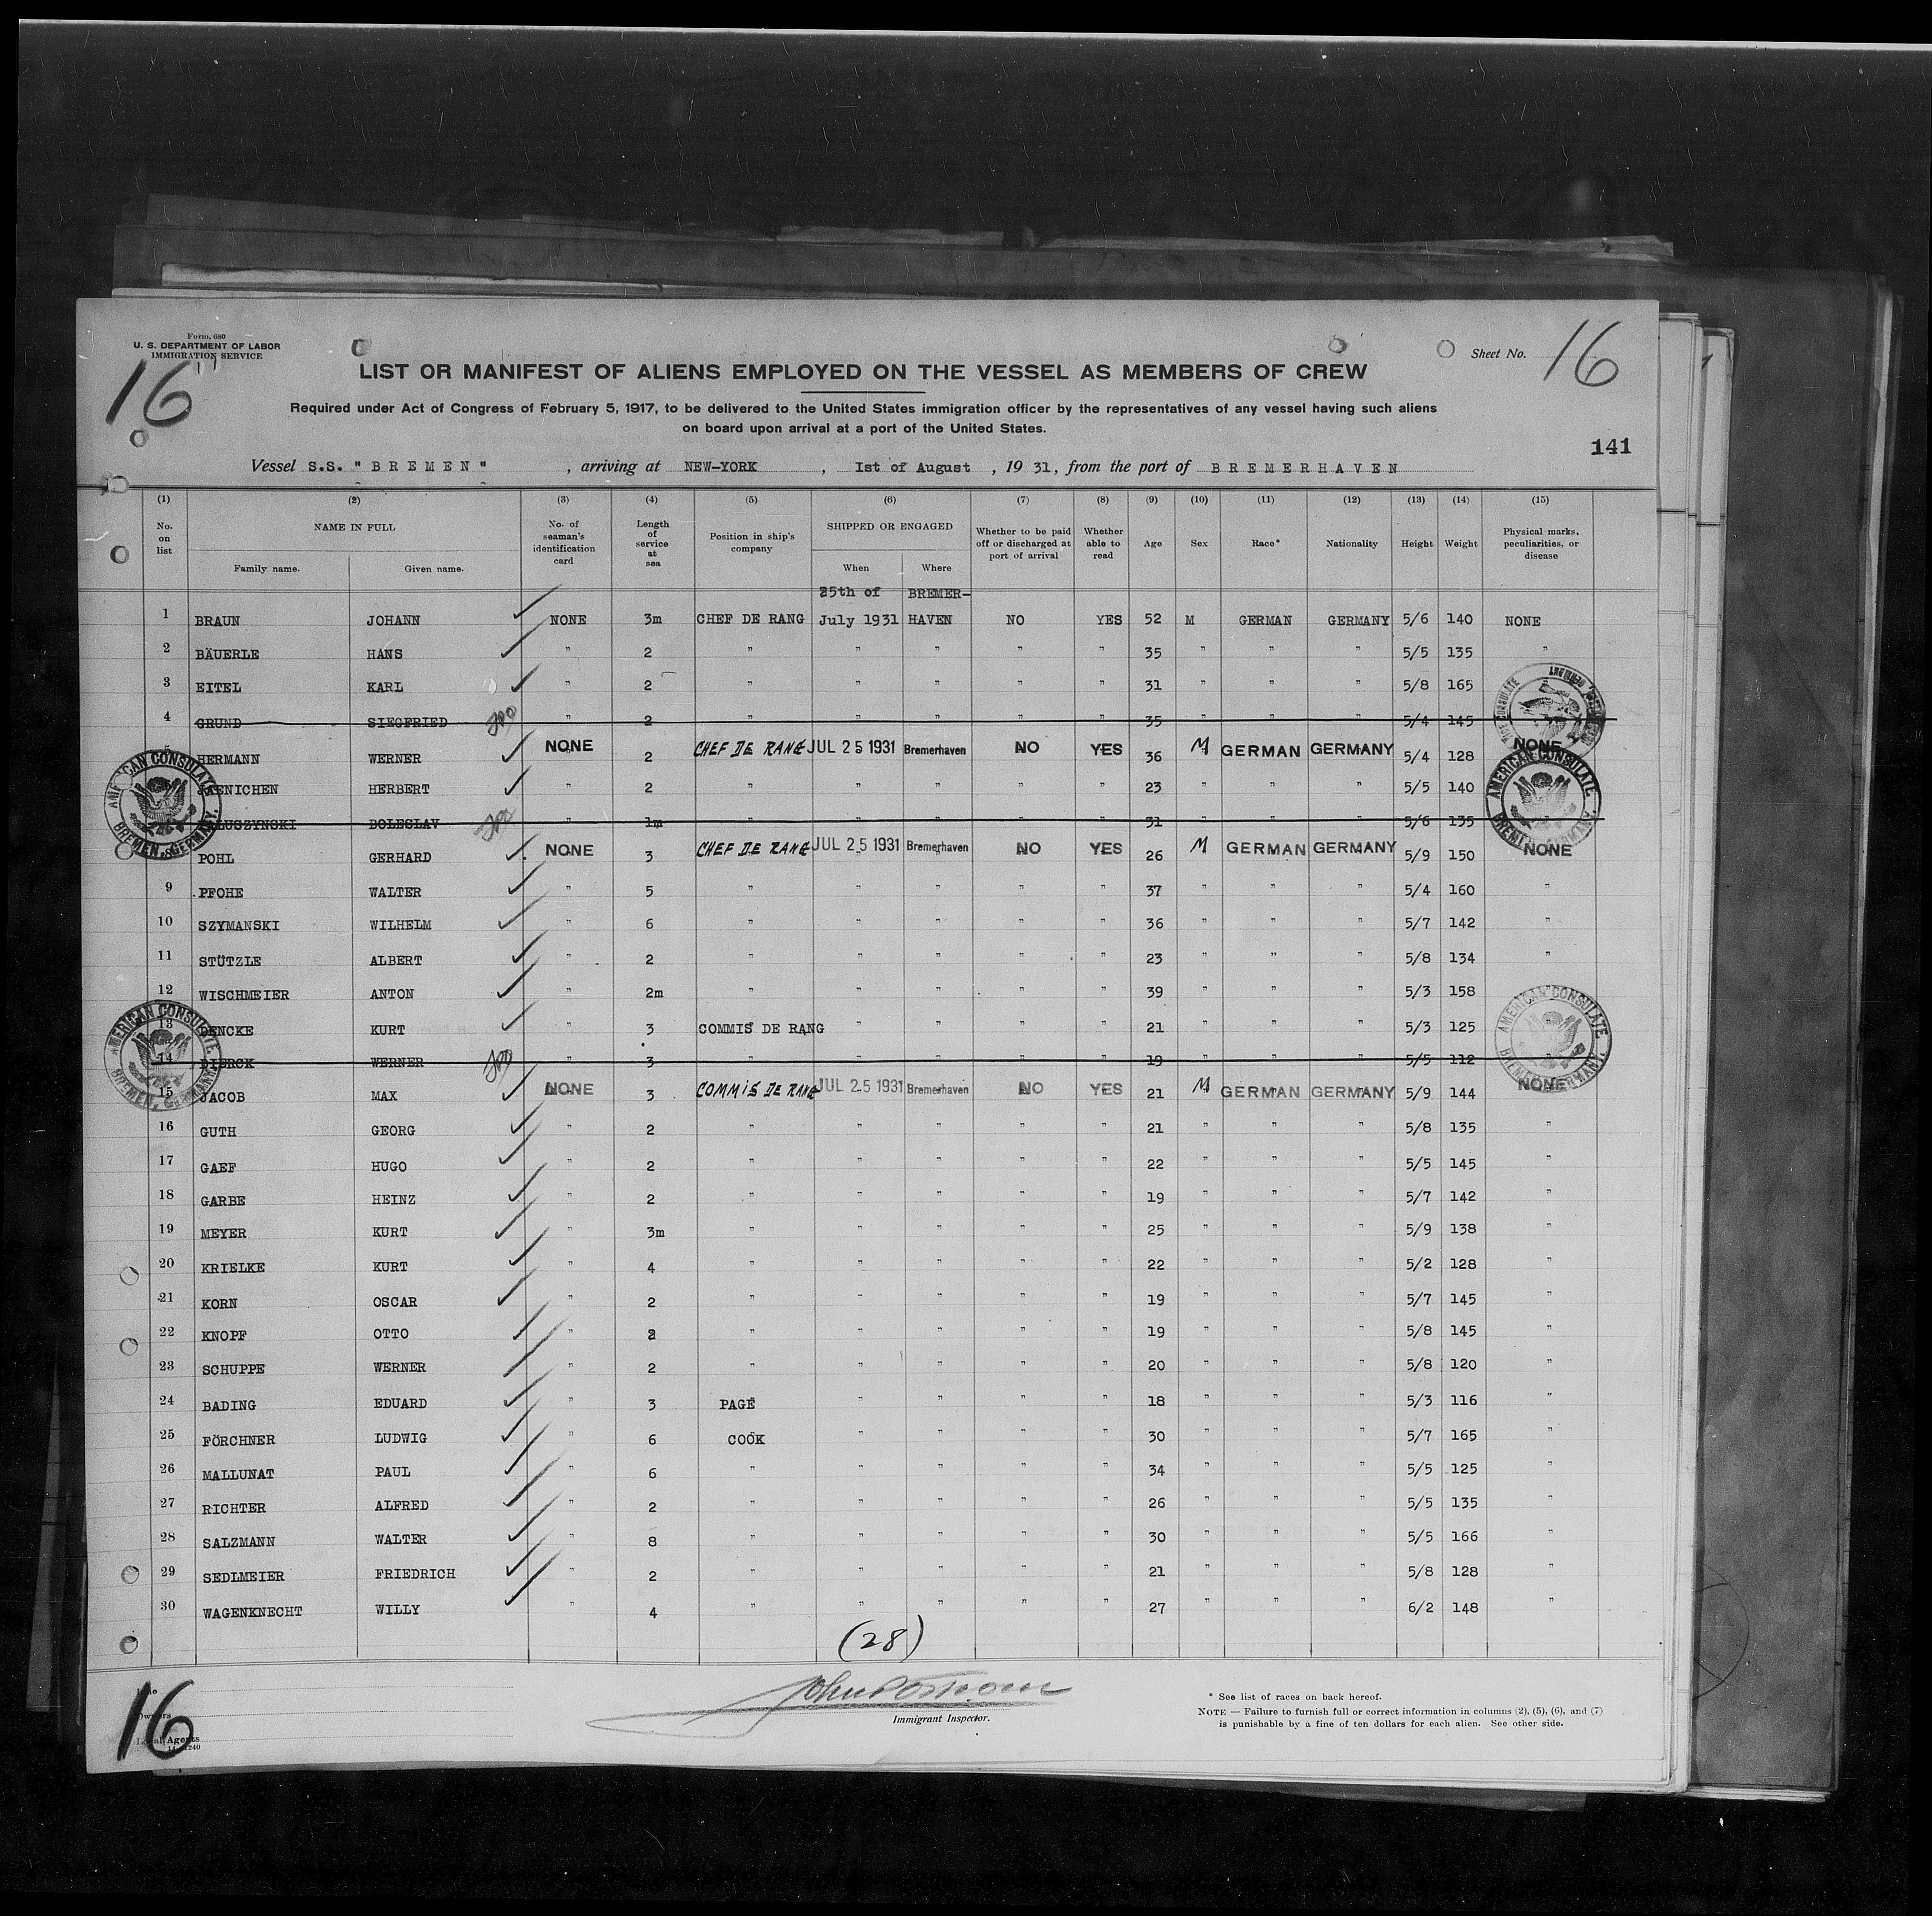 Form. 680
U. S. DEPARTMENT OF LABOR
IMMIGRATION SERVICE
16
Sheet No. 16
LIST OR MANIFEST OF ALIENS EMPLOYED ON THE VESSEL AS MEMBERS OF CREW
Required under Act of Congress of February 5, 1917, to be delivered to the United States immigration officer by the representatives of any vessel having such aliens
on board upon arrival at a port of the United States.
141
Vessel S.S. "BREMEN", arriving at NEW-YORK, 1st of August, 1931, from the port of BREMERHAVEN
(1) (2) (3) (4) (5) (6) (7) (8) (9) (10) (11) (12) (13) (14) (15)
No. on list NAME IN FULL No. of seaman's identification card Length of service at sea Position in ship's company SHIPPED OR ENGAGED Whether to be paid off or discharged at port of arrival Whether able to read Age Sex Race* Nationality Height Weight Physical marks, peculiarities, or disease
Family name. Given name. When Where
25th of BREMER-
1 BRAUN JOHANN NONE 3m CHEF DE RANG July 1931 HAVEN NO YES 52 M GERMAN GERMANY 5/6 140 NONE
2 BÄUERLE HANS " 2 " " " " " 35 " " " 5/5 135 "
3 EITEL KARL " 2 " " " " " 31 " " " 5/8 165
4 GRUND SIEGFRIED " 2 " " " " " 35 " " " 5/4 145
5 HERMANN WERNER NONE 2 CHEF DE RANG JUL 25 1931 Bremerhaven NO YES 36 M GERMAN GERMANY 5/4 128 NONE
JAENICHEN HERBERT " 2 " " " " " 23 " " " 5/5 140
BOLESLAV " 1m " " " " " 31 " " " 5/6 135
POHL GERHARD NONE 3 CHEF DE RANG JUL 25 1931 Bremerhaven NO YES 26 M GERMAN GERMANY 5/9 150 NONE
9 PFOHE WALTER " 5 " " " " " 37 " " " 5/4 160 "
10 SZYMANSKI WILHELM " 6 " " " " " 36 " " " 5/7 142 "
11 STÜTZLE ALBERT " 2 " " " " " 23 " " " 5/8 134 "
12 WISCHMEIER ANTON " 2m " " " " " 39 " " " 5/3 158
13 DENCKE KURT " 3 COMMIS DE RANG " " " " 21 " " " 5/3 125
14 DIERCK WERNER " 3 " " " " " 19 " " " 5/5 112 "
15 JACOB MAX NONE 3 COMMIS DE RANG JUL 25 1931 Bremerhaven NO YES 21 M GERMAN GERMANY 5/9 144 NONE
16 GUTH GEORG " 2 " " " " " 21 " " " 5/8 135 "
17 GAEF HUGO " 2 " " " " " 22 " " " 5/5 145 "
18 GARBE HEINZ " 2 " " " " " 19 " " " 5/7 142 "
19 MEYER KURT " 3m " " " " " 25 " " " 5/9 138 "
20 KRIELKE KURT " 4 " " " " " 22 " " " 5/2 128 "
21 KORN OSCAR " 2 " " " " " 19 " " " 5/7 145 "
22 KNOPF OTTO " 2 " " " " " 19 " " " 5/8 145 "
23 SCHUPPE WERNER " 2 " " " " " 20 " " " 5/8 120 "
24 BADING EDUARD " 3 PAGE " " " " 18 " " " 5/3 116 "
25 FÖRCHNER LUDWIG " 6 COOK " " " " 30 " " " 5/7 165 "
26 MALLUNAT PAUL " 6 " " " " " 34 " " " 5/5 125 "
27 RICHTER ALFRED " 2 " " " " " 26 " " " 5/5 135 "
28 SALZMANN WALTER " 8 " " " " " 30 " " " 5/5 166 "
29 SEDLMEIER FRIEDRICH " 2 " " " " " 21 " " " 5/8 128 "
30 WAGENKNECHT WILLY " 4 " " " " " 27 " " " 6/2 148 "
AMERICAN CONSULATE
BREMEN, GERMANY.
AMERICAN CONSULATE.
BREMEN, GERMANY.
AMERICAN CONSULATE
BREMEN, GERMANY.
AMERICAN CONSULATE.
BREMEN, GERMANY.
(28)
16
Owners
Local Agents
Immigrant Inspector.
* See list of races on back hereof.
NOTE — Failure to furnish full or correct information in columns (2), (5), (6), and (7)
is punishable by a fine of ten dollars for each alien. See other side.